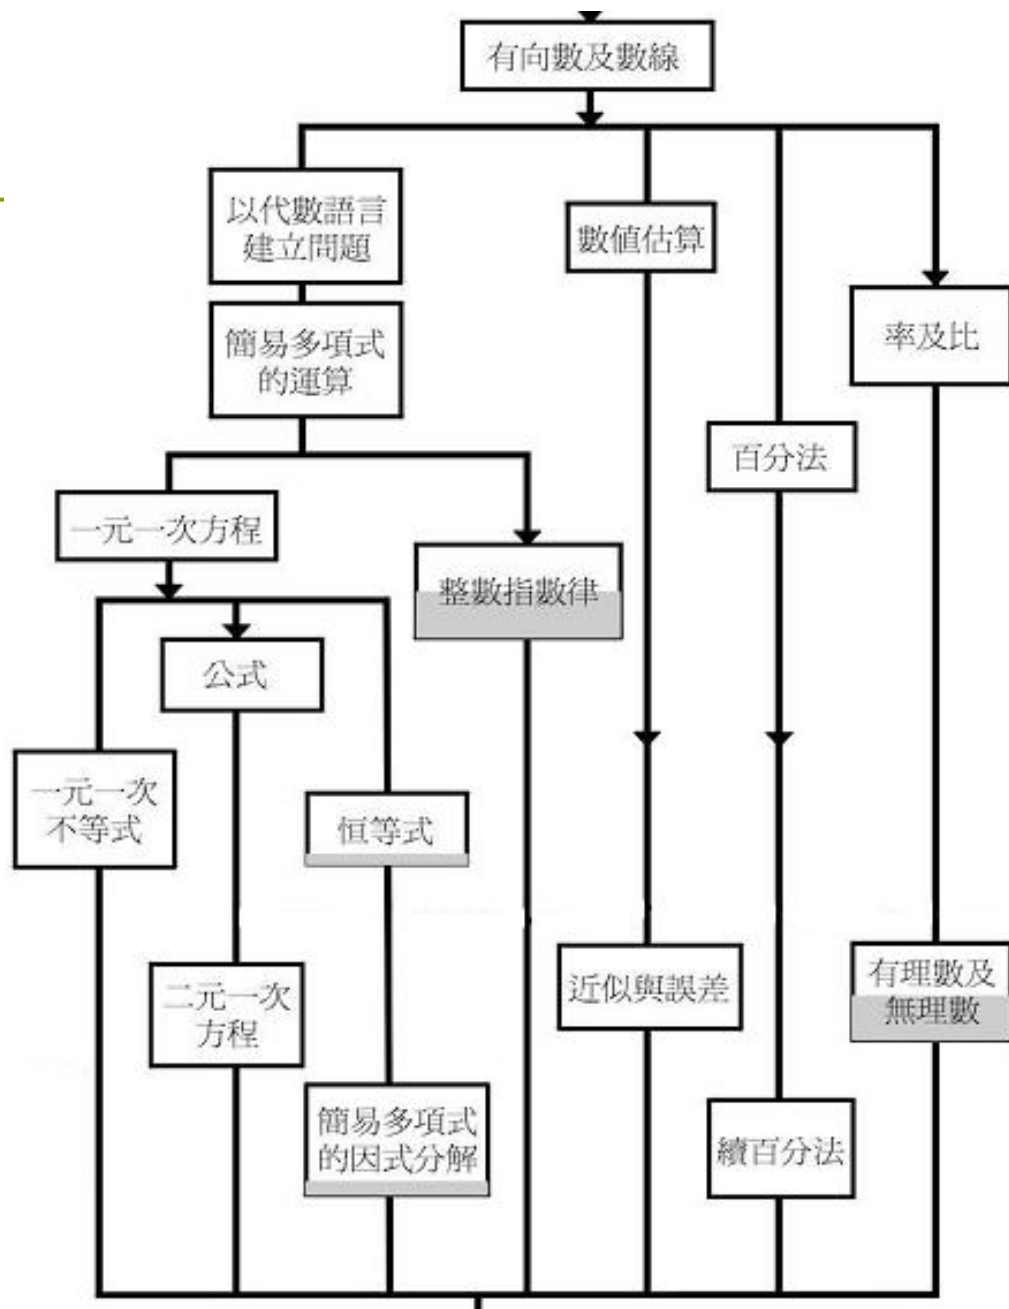 有向數及數線
以代數語言
建立問題
數值估算
簡易多項式
的運算
率及比
百分法
一元一次方程
整數指數律
公式
一元一次
不等式
恒等式
二元一次
方程
近似與誤差
有理數及
無理數
簡易多項式
的因式分解
續百分法